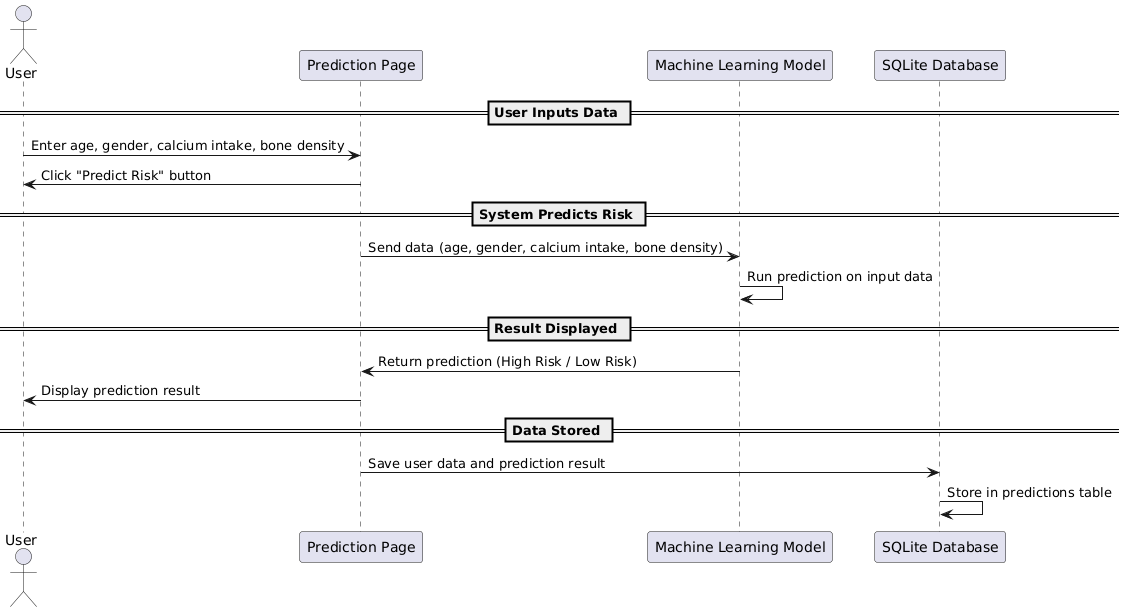 User
Prediction Page
Machine Learning Model
SQLite Database
User Inputs Data
Enter age, gender, calcium intake, bone density
Click "Predict Risk" button
System Predicts Risk
Send data (age, gender, calcium intake, bone density)
Run prediction on input data
Result Displayed
Return prediction (High Risk / Low Risk)
Display prediction result
Data Stored
Save user data and prediction result
Store in predictions table
User
Prediction Page
Machine Learning Model
SQLite Database